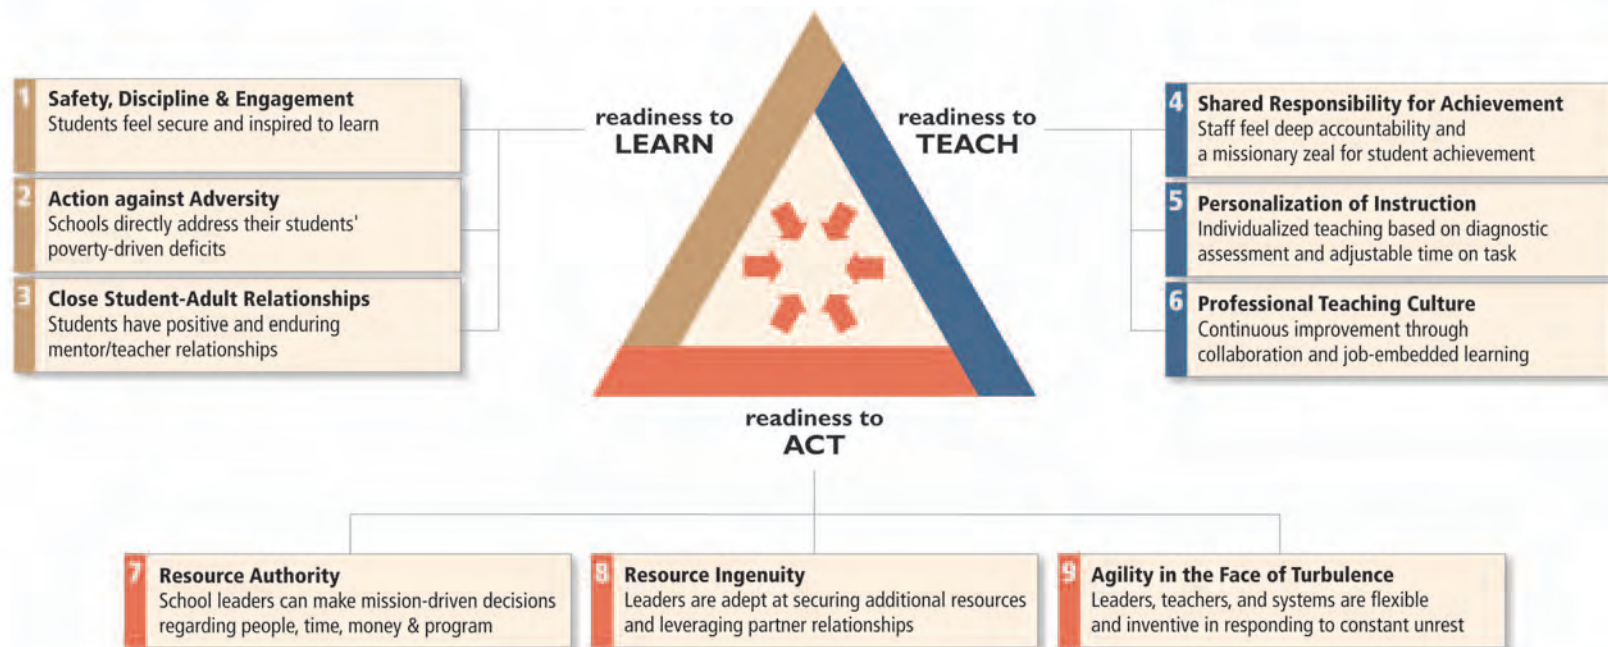 1
Safety, Discipline & Engagement
Students feel secure and inspired to learn
2
Action against Adversity
Schools directly address their students'
poverty-driven deficits
3
Close Student-Adult Relationships
Students have positive and enduring
mentor/teacher relationships
readiness to
LEARN
readiness to
TEACH
4
Shared Responsibility for Achievement
Staff feel deep accountability and
a missionary zeal for student achievement
5
Personalization of Instruction
Individualized teaching based on diagnostic
assessment and adjustable time on task
6
Professional Teaching Culture
Continuous improvement through
collaboration and job-embedded learning
readiness to
ACT
7
Resource Authority
School leaders can make mission-driven decisions
regarding people, time, money & program
8
Resource Ingenuity
Leaders are adept at securing additional resources
and leveraging partner relationships
9
Agility in the Face of Turbulence
Leaders, teachers, and systems are flexible
and inventive in responding to constant unrest